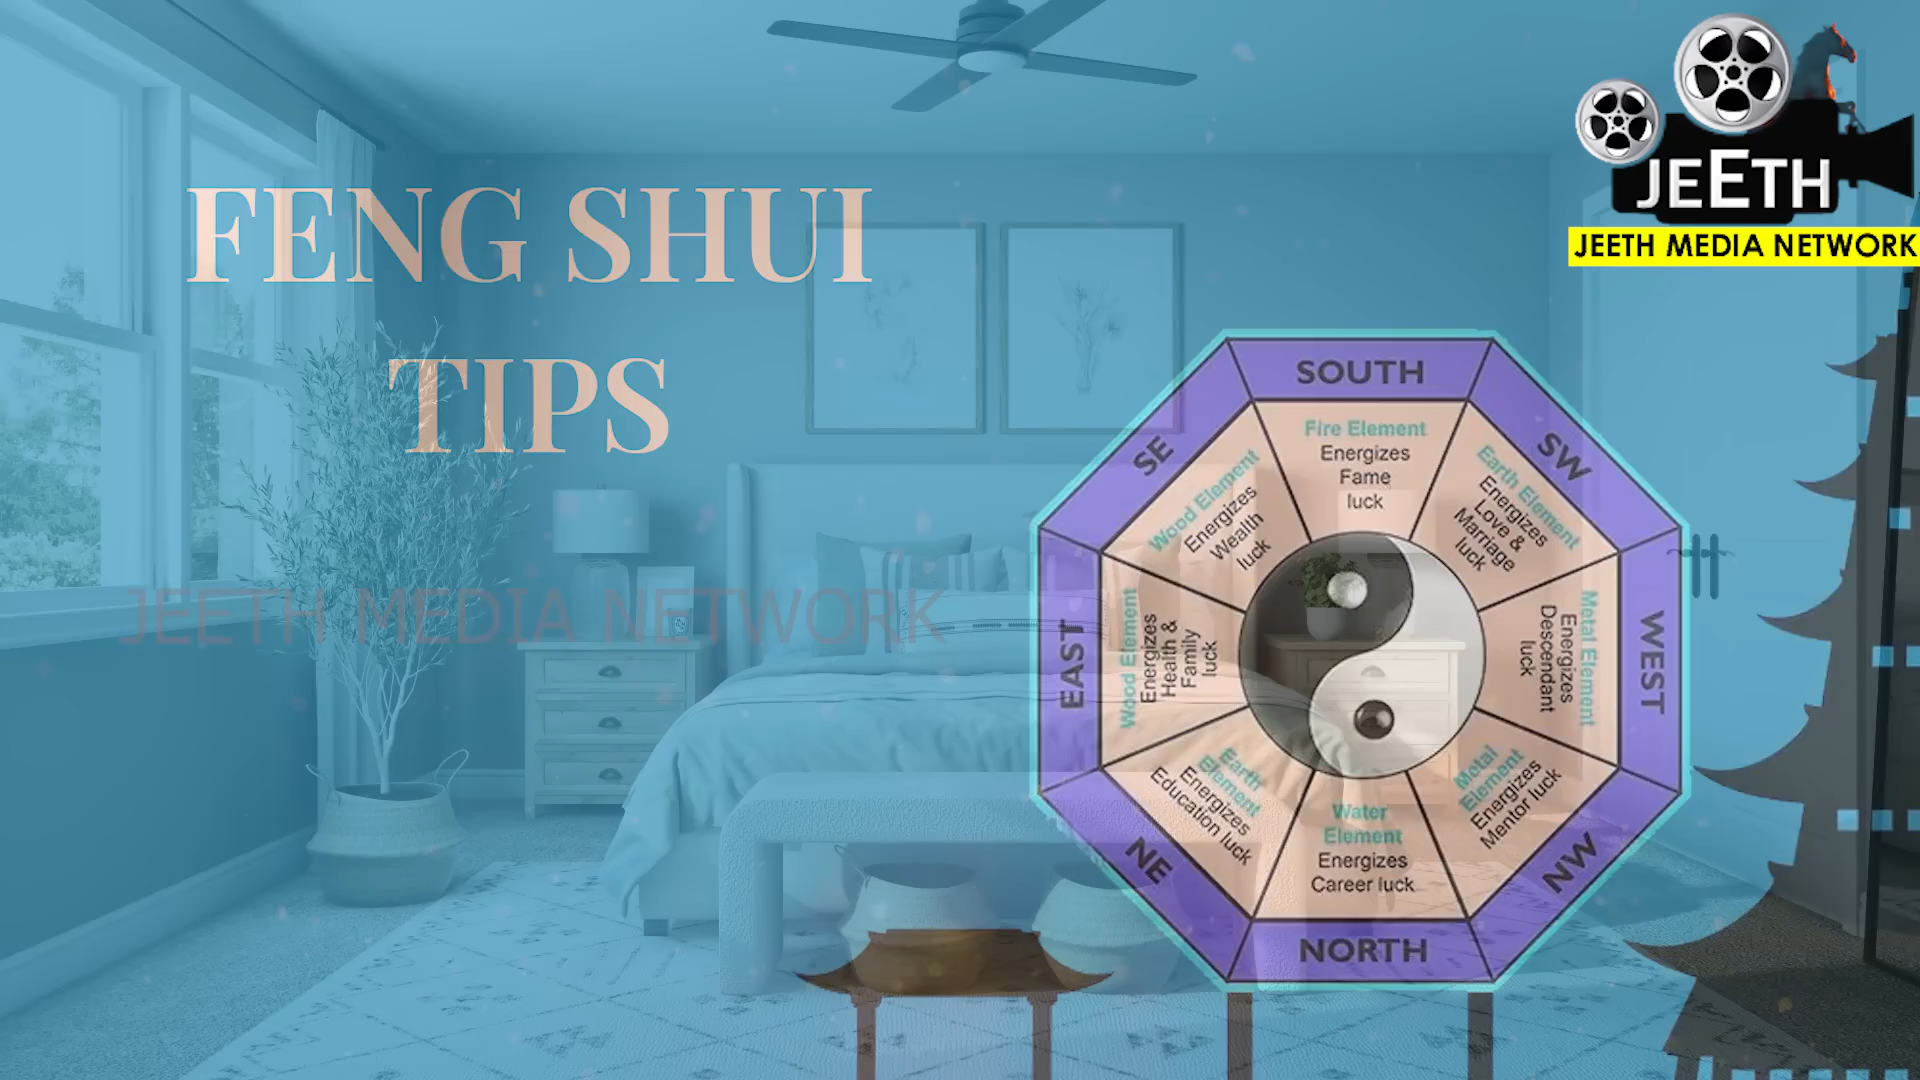 FENG SHUI
TIPS
JEETH
JEETH MEDIA NETWORK
JEETH MEDIA NETWORK
SOUTH
Fire Element
Energizes
Fame
luck
SW
Earth Element
Energizes
Love &
Marriage
luck
WEST
Metal Element
Energizes
Descendant
luck
NW
Metal
Element
Energizes
Mentor luck
NORTH
Water
Element
Energizes
Career luck
NE
Earth
Element
Energizes
Education luck
EAST
Wood Element
Energizes
Health &
Family
luck
SE
Wood Element
Energizes
Wealth
luck